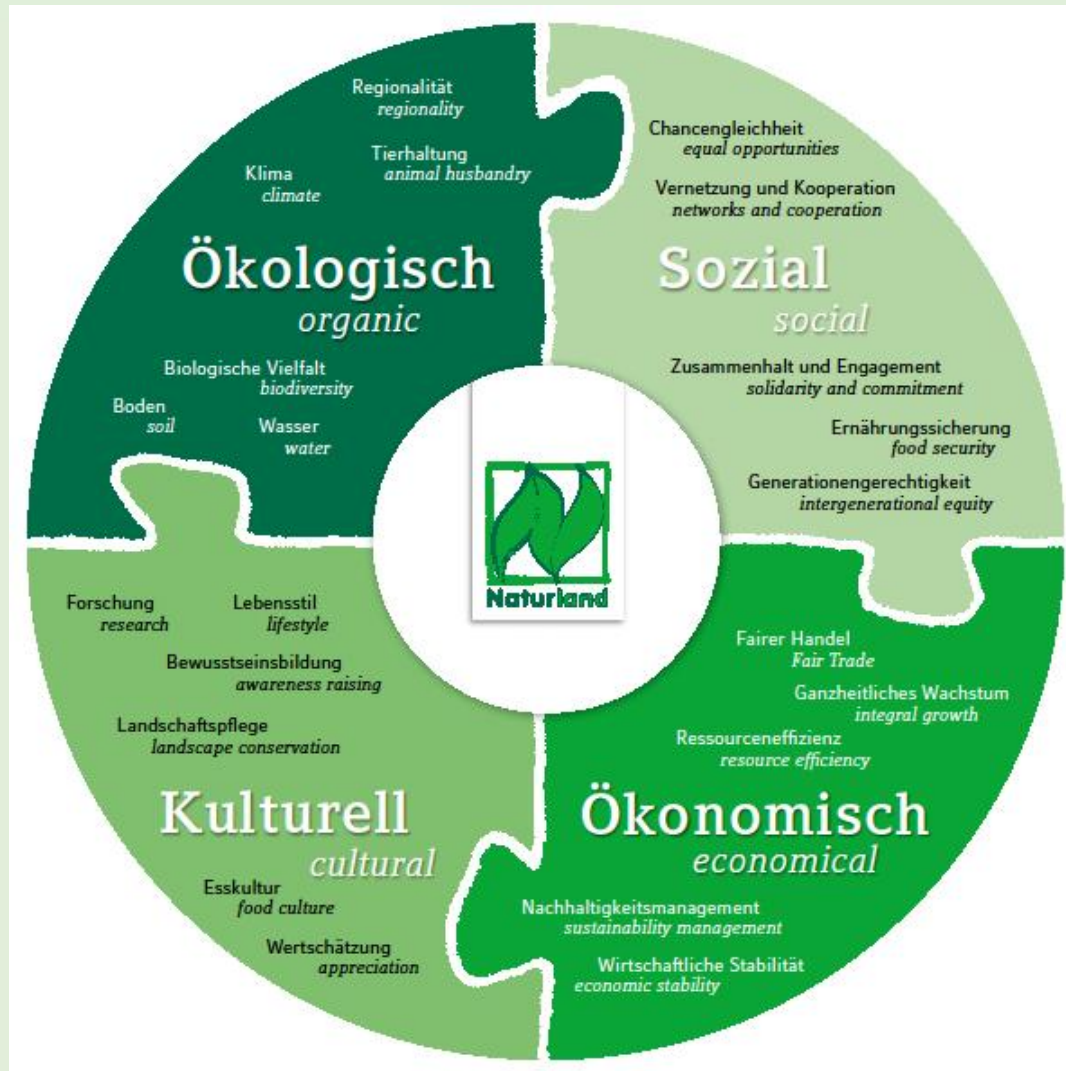 Regionalität
regionality
Tierhaltung
animal husbandry
Klima
climate
Ökologisch
organic
Biologische Vielfalt
biodiversity
Boden
soil
Wasser
water
Chancengleichheit
equal opportunities
Vernetzung und Kooperation
networks and cooperation
Sozial
social
Zusammenhalt und Engagement
solidarity and commitment
Ernährungssicherung
food security
Generationengerechtigkeit
intergenerational equity
Naturland
Forschung
research
Lebensstil
lifestyle
Bewusstseinsbildung
awareness raising
Landschaftspflege
landscape conservation
Kulturell
cultural
Esskultur
food culture
Wertschätzung
appreciation
Fairer Handel
Fair Trade
Ganzheitliches Wachstum
integral growth
Ressourceneffizienz
resource efficiency
Ökonomisch
economical
Nachhaltigkeitsmanagement
sustainability management
Wirtschaftliche Stabilität
economic stability